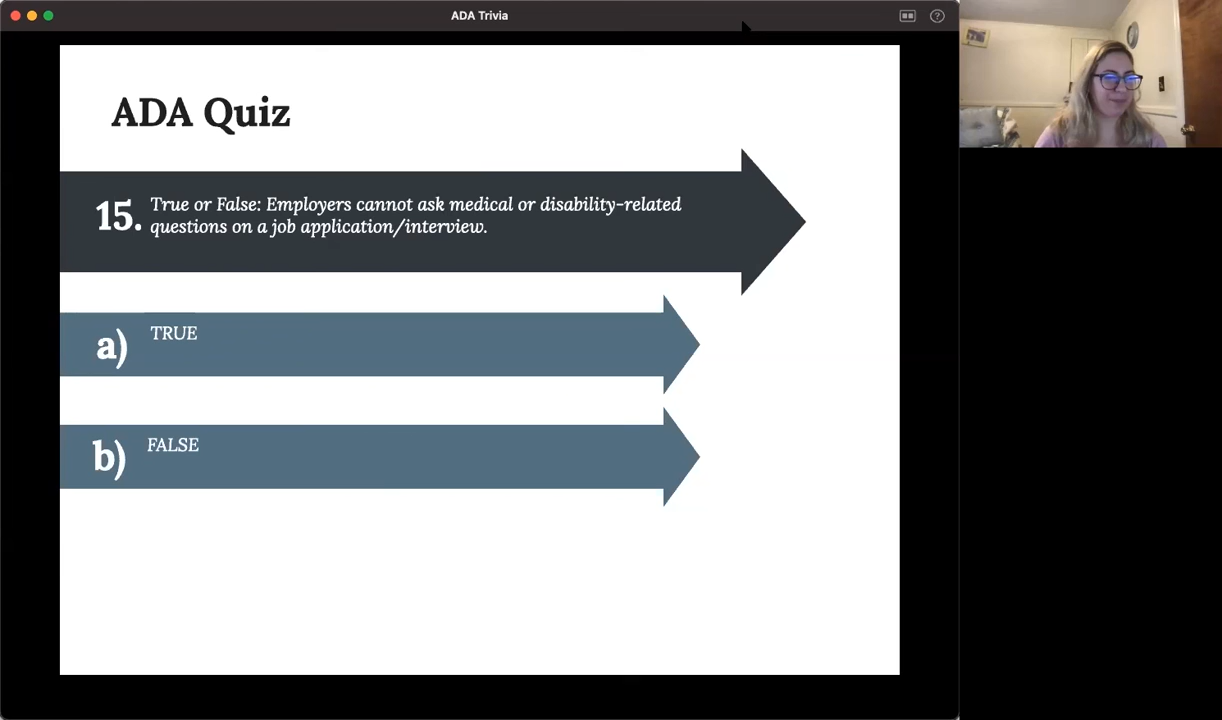 ADA Trivia
ADA Quiz
15. True or False: Employers cannot ask medical or disability-related
questions on a job application/interview.
a) TRUE
b) FALSE